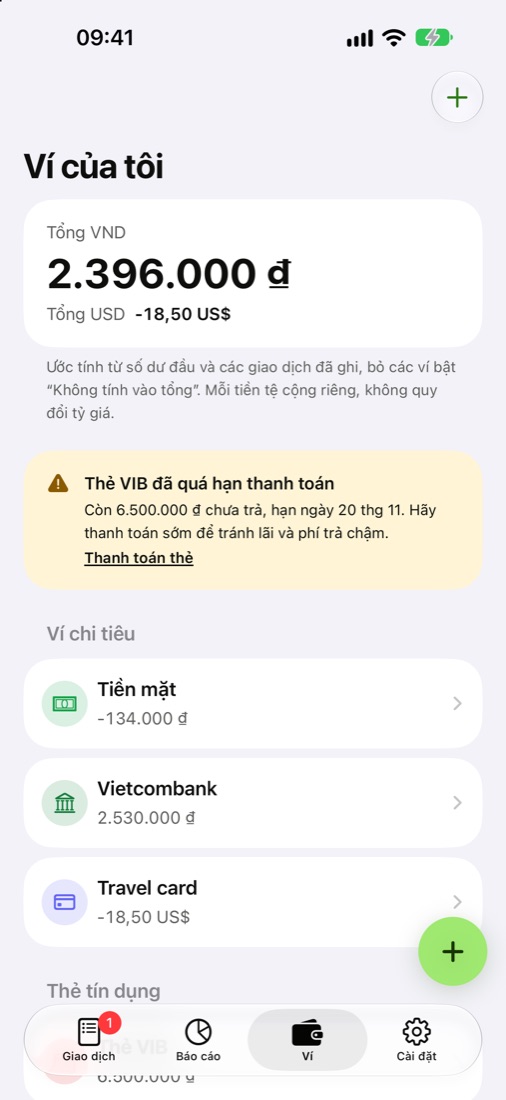 09:41
Ví của tôi
Tổng VND
2.396.000 ₫
Tổng USD -18,50 US$
Ước tính từ số dư đầu và các giao dịch đã ghi, bỏ các ví bật
“Không tính vào tổng”. Mỗi tiền tệ cộng riêng, không quy
đổi tỷ giá.
Thẻ VIB đã quá hạn thanh toán
Còn 6.500.000 ₫ chưa trả, hạn ngày 20 thg 11. Hãy
thanh toán sớm để tránh lãi và phí trả chậm.
Thanh toán thẻ
Ví chi tiêu
Tiền mặt
-134.000 ₫
Vietcombank
2.530.000 ₫
Travel card
-18,50 US$
Thẻ tín dụng
Thẻ VIB
6.500.000 ₫
1
Giao dịch
Báo cáo
Ví
Cài đặt